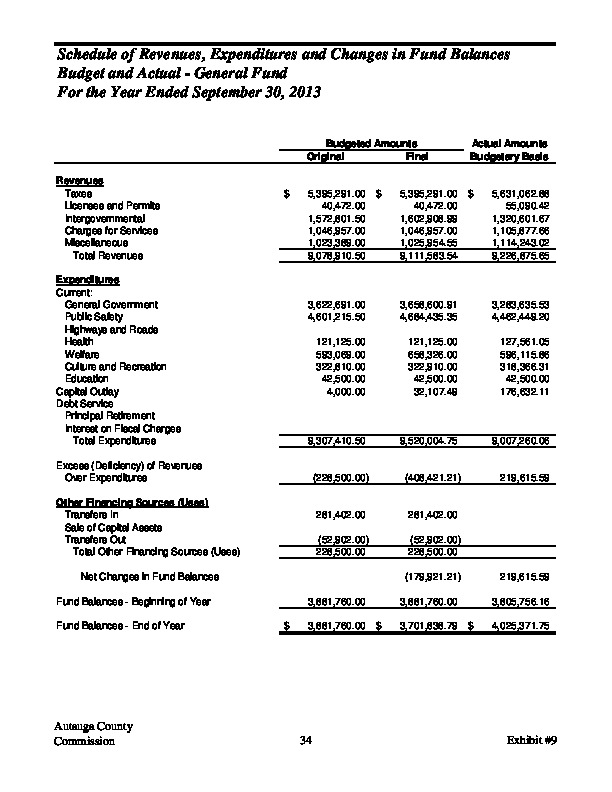 Schedule of Revenues, Expenditures and Changes in Fund Balances
Budget and Actual - General Fund
For the Year Ended September 30, 2013
Budgeted Amounts Actual Amounts
Original Final Budgetary Basis
Revenues
Taxes $ 5,395,291.00 $ 5,395,291.00 $ 5,631,062.88
Licenses and Permits 40,472.00 40,472.00 55,090.42
Intergovernmental 1,572,801.50 1,602,908.99 1,320,601.67
Charges for Services 1,046,957.00 1,046,957.00 1,105,877.66
Miscellaneous 1,023,389.00 1,025,954.55 1,114,243.02
Total Revenues 9,078,910.50 9,111,583.54 9,226,875.65
Expenditures
Current:
General Government 3,622,691.00 3,658,600.91 3,283,635.53
Public Safety 4,601,215.50 4,684,435.35 4,462,449.20
Highways and Roads
Health 121,125.00 121,125.00 127,561.05
Welfare 593,069.00 658,326.00 596,115.86
Culture and Recreation 322,810.00 322,910.00 318,366.31
Education 42,500.00 42,500.00 42,500.00
Capital Outlay 4,000.00 32,107.49 176,632.11
Debt Service
Principal Retirement
Interest on Fiscal Charges
Total Expenditures 9,307,410.50 9,520,004.75 9,007,260.06
Excess (Deficiency) of Revenues
Over Expenditures (228,500.00) (408,421.21) 219,615.59
Other Financing Sources (Uses)
Transfers In 281,402.00 281,402.00
Sale of Capital Assets
Transfers Out (52,902.00) (52,902.00)
Total Other Financing Sources (Uses) 228,500.00 228,500.00
Net Changes in Fund Balances (179,921.21) 219,615.59
Fund Balances - Beginning of Year 3,881,760.00 3,881,760.00 3,805,756.16
Fund Balances - End of Year $ 3,881,760.00 $ 3,701,838.79 $ 4,025,371.75
Autauga County
Commission 34 Exhibit #9